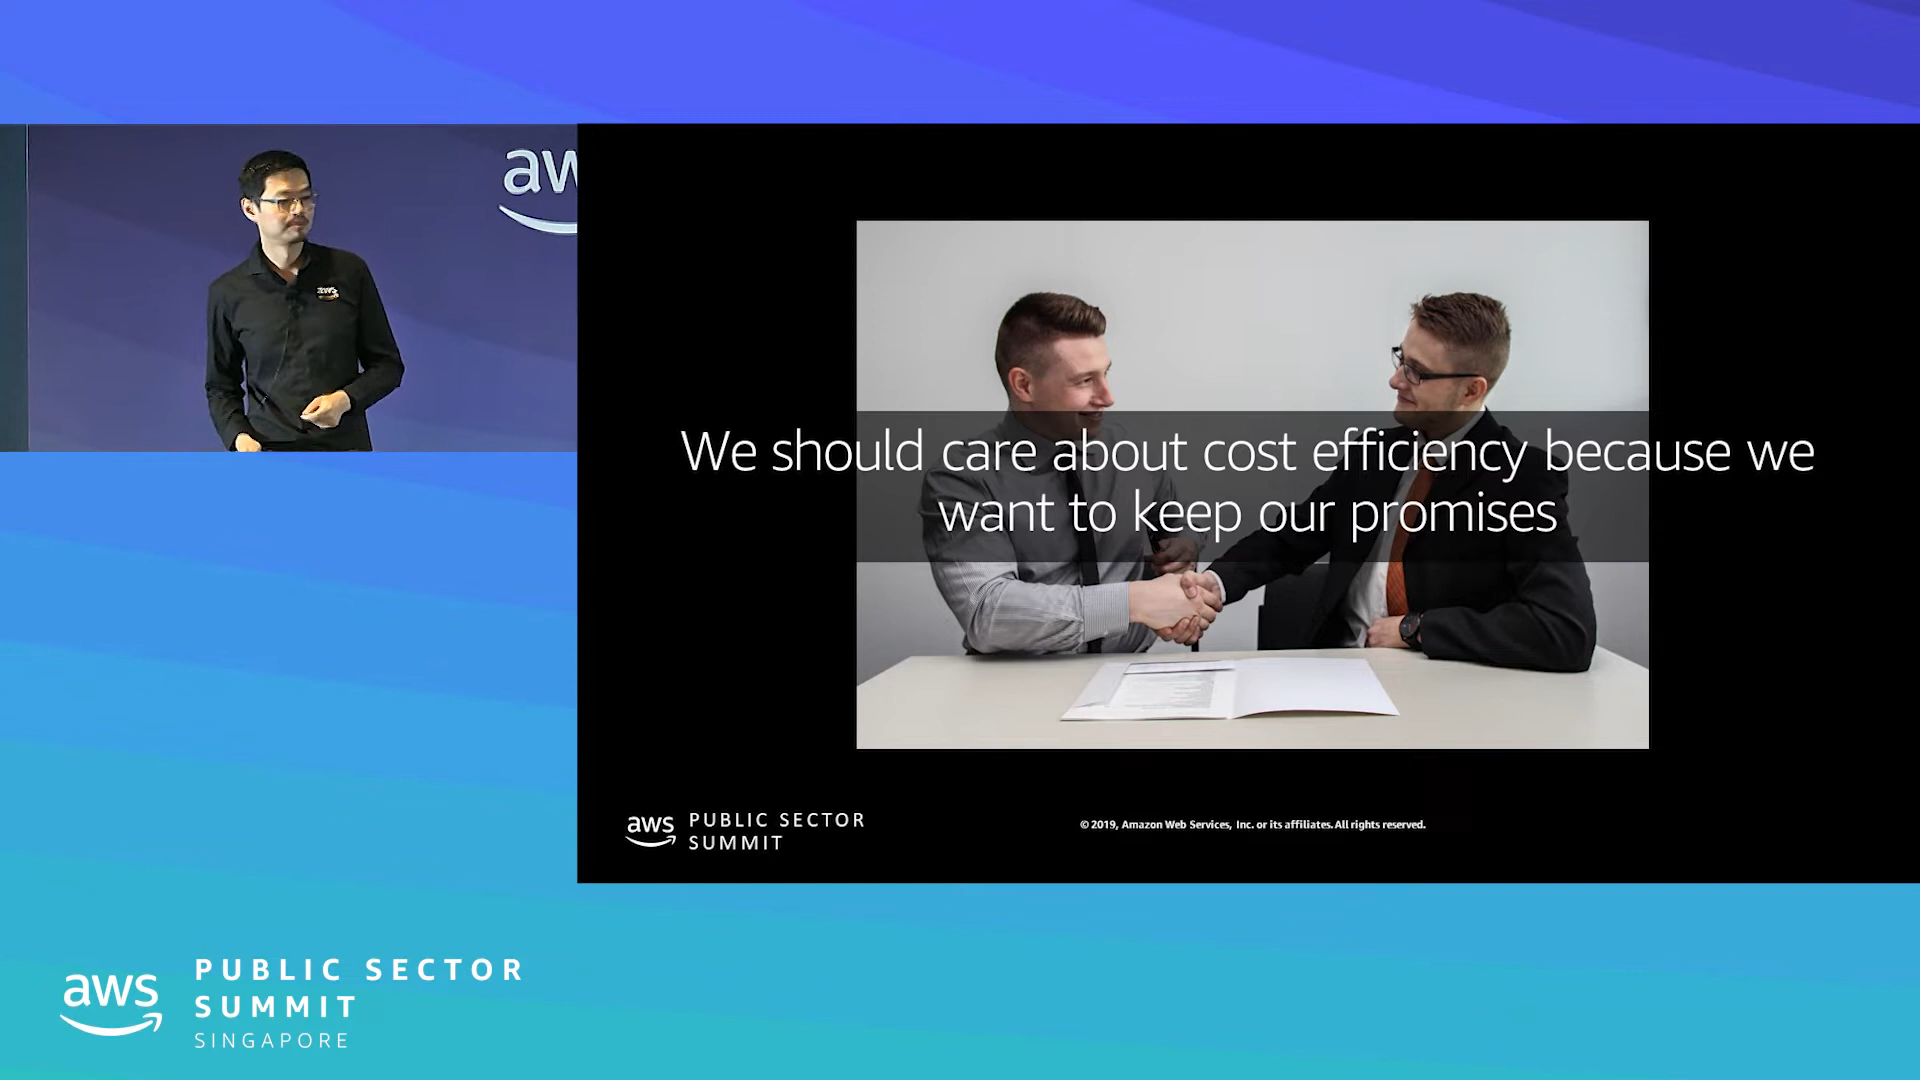 aw
aws
We should care about cost efficiency because we
want to keep our promises
aws
PUBLIC SECTOR
SUMMIT
© 2019, Amazon Web Services, Inc. or its affiliates. All rights reserved.
aws
PUBLIC SECTOR
SUMMIT
SINGAPORE